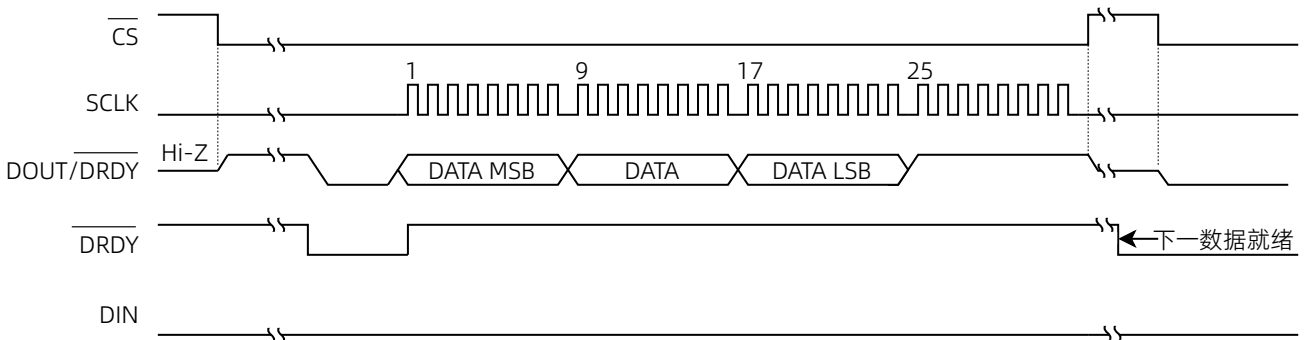 CS
1 9 17 25
SCLK
Hi-Z
DOUT/DRDY
DATA MSB DATA DATA LSB
DRDY
下一数据就绪
DIN